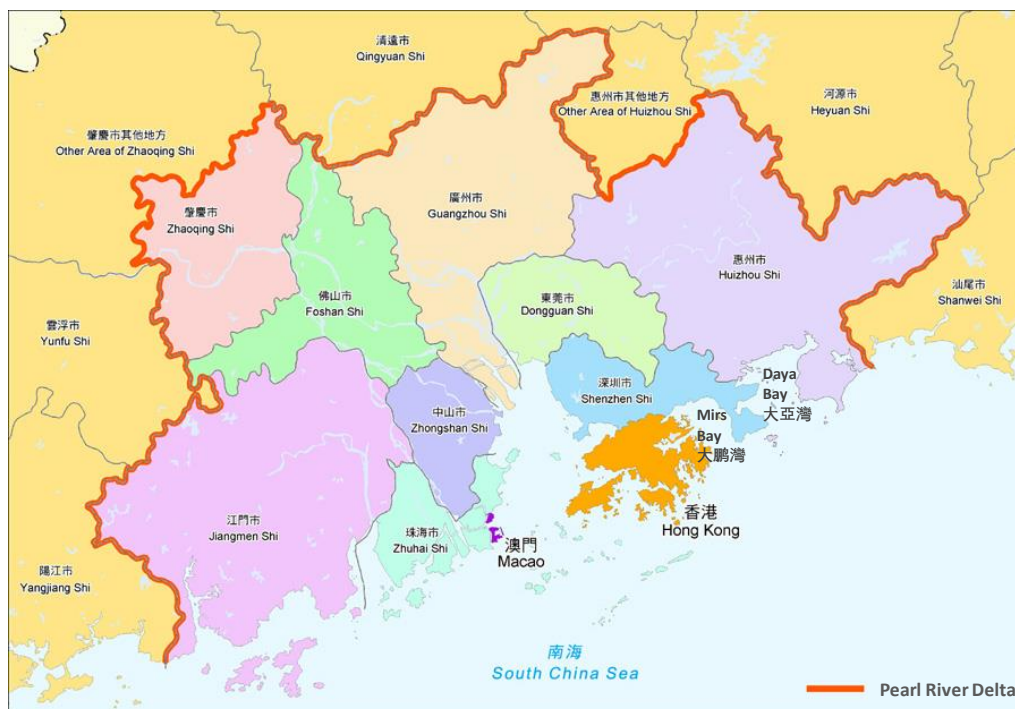 清遠市
Qingyuan Shi
惠州市其他地方
Other Area of Huizhou Shi
河源市
Heyuan Shi
肇慶市其他地方
Other Area of Zhaoqing Shi
肇慶市
Zhaoqing Shi
廣州市
Guangzhou Shi
惠州市
Huizhou Shi
汕尾市
Shanwei Shi
佛山市
Foshan Shi
東莞市
Dongguan Shi
雲浮市
Yunfu Shi
深圳市
Shenzhen Shi
Daya
Bay
大亞灣
中山市
Zhongshan Shi
Mirs
Bay
大鵬灣
香港
Hong Kong
江門市
Jiangmen Shi
珠海市
Zhuhai Shi
澳門
Macao
陽江市
Yangjiang Shi
南海
South China Sea
Pearl River Delta